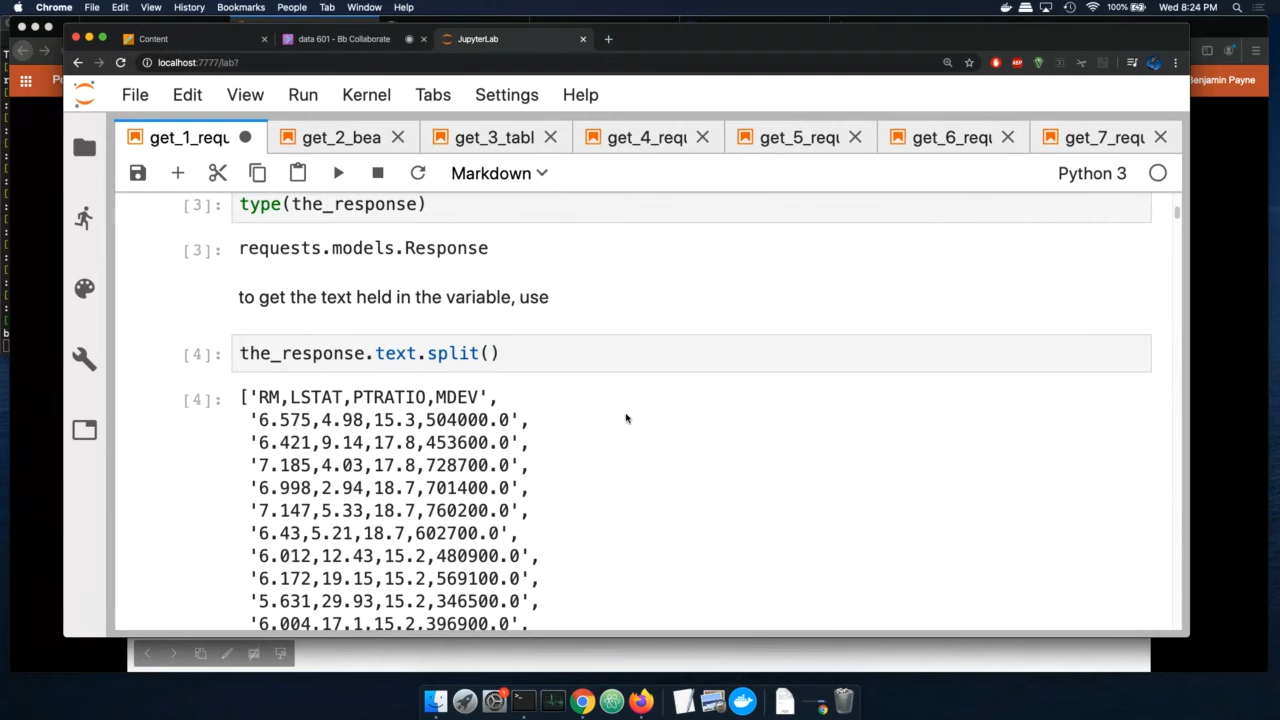 Chrome File Edit View History Bookmarks People Tab Window Help 100% Wed 8:24 PM
Content data 601 - Bb Collaborate JupyterLab
localhost:7777/lab? ABP
Benjamin Payne
File Edit View Run Kernel Tabs Settings Help
get_1_requ get_2_bea get_3_tabl get_4_requ get_5_requ get_6_requ get_7_requ
Markdown Python 3
[3]: type(the_response)
[3]: requests.models.Response
to get the text held in the variable, use
[4]: the_response.text.split()
[4]: ['RM,LSTAT,PTRATIO,MDEV',
'6.575,4.98,15.3,504000.0',
'6.421,9.14,17.8,453600.0',
'7.185,4.03,17.8,728700.0',
'6.998,2.94,18.7,701400.0',
'7.147,5.33,18.7,760200.0',
'6.43,5.21,18.7,602700.0',
'6.012,12.43,15.2,480900.0',
'6.172,19.15,15.2,569100.0',
'5.631,29.93,15.2,346500.0',
'6.004,17.1,15.2,396900.0',